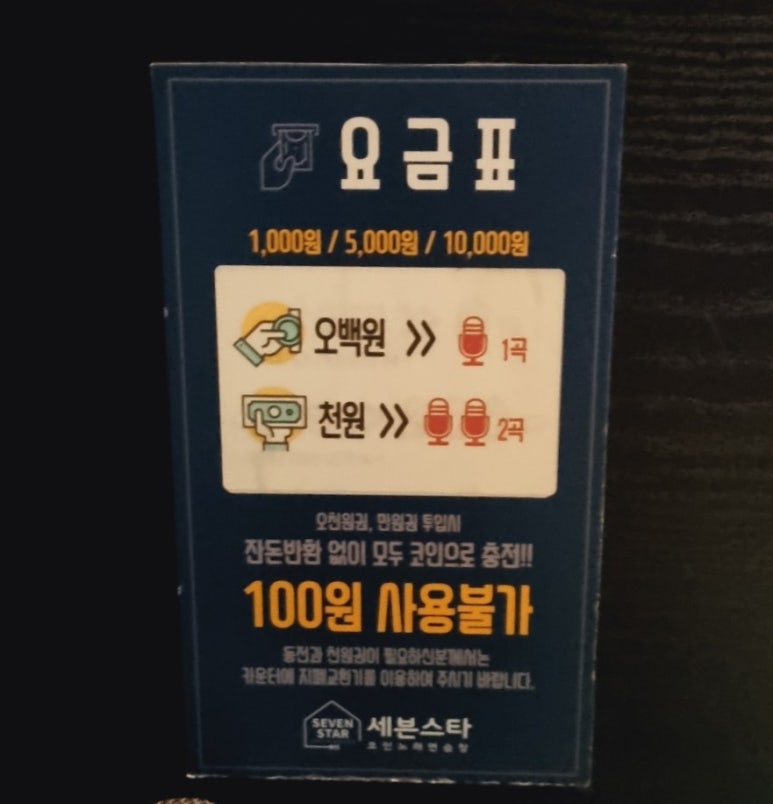 요금표
1,000원 / 5,000원 / 10,000원
오백원 >> 1곡
천원 >> 2곡
오천원권, 만원권 투입시
잔돈반환 없이 모두 코인으로 충전!!
100원 사용불가
동전과 천원권이 필요하신분께서는
카운터에 지폐교환기를 이용하여 주시기 바랍니다.
SEVEN STAR
세븐스타
코인노래연습장